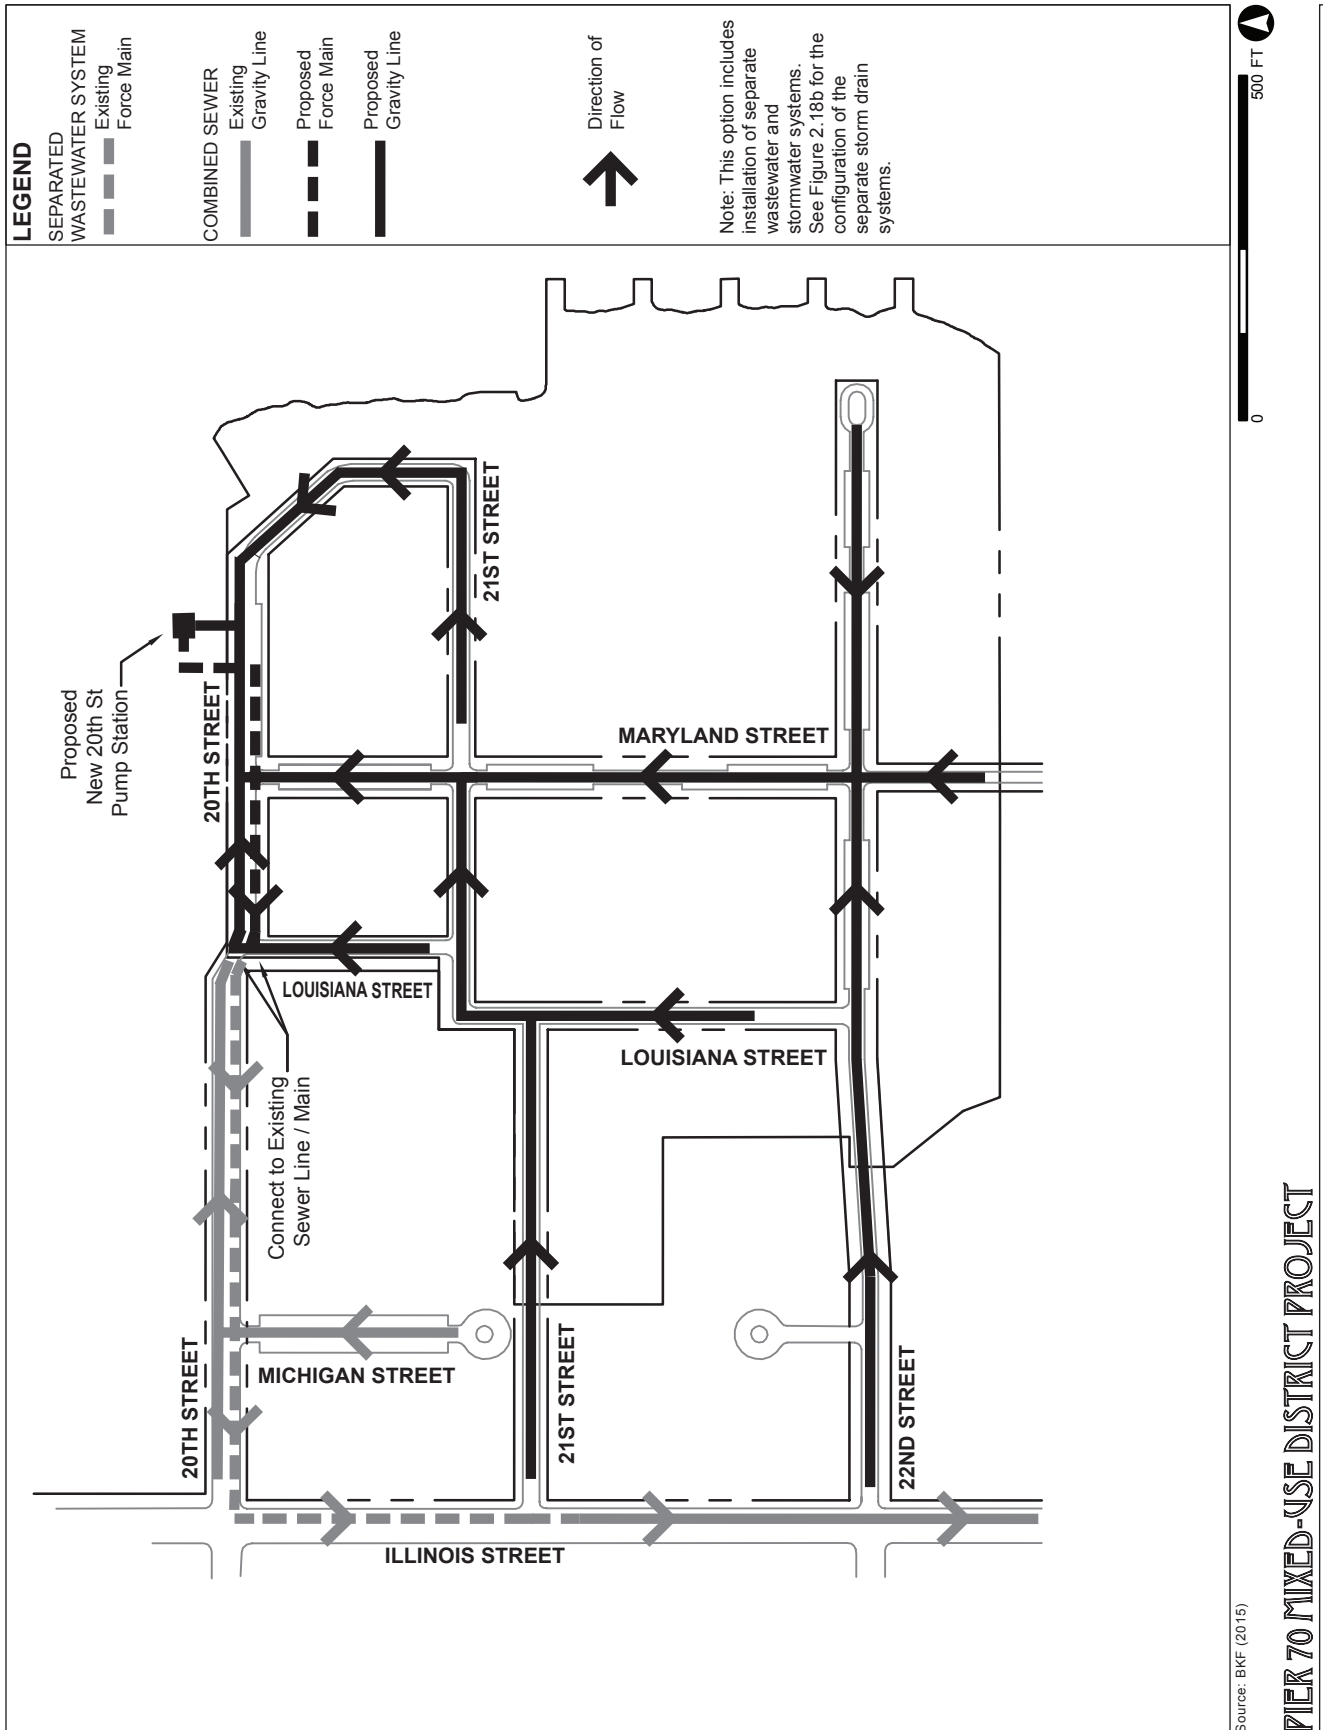 LEGEND
SEPARATED
WASTEWATER SYSTEM
Existing
Force Main
COMBINED SEWER
Existing
Gravity Line
Proposed
Force Main
Proposed
Gravity Line
Direction of
Flow
Note: This option includes
installation of separate
wastewater and
stormwater systems.
See Figure 2.18b for the
configuration of the
separate storm drain
systems.
Proposed
New 20th St
Pump Station
20TH STREET
21ST STREET
MARYLAND STREET
LOUISIANA STREET
LOUISIANA STREET
Connect to Existing
Sewer Line / Main
20TH STREET
MICHIGAN STREET
21ST STREET
22ND STREET
ILLINOIS STREET
0
500 FT
Source: BKF (2015)
PIER 70 MIXED-USE DISTRICT PROJECT